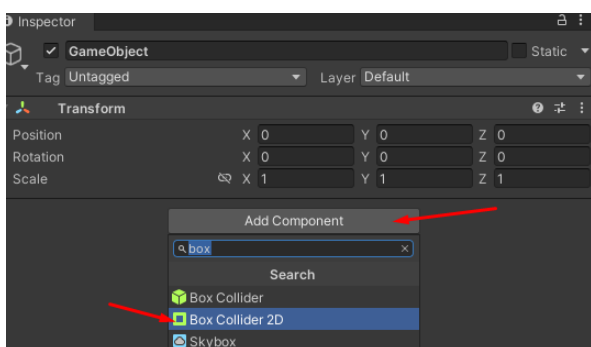 Inspector
GameObject Static
Tag Untagged Layer Default
Transform
Position X 0 Y 0 Z 0
Rotation X 0 Y 0 Z 0
Scale X 1 Y 1 Z 1
Add Component
box
Search
Box Collider
Box Collider 2D
Skybox